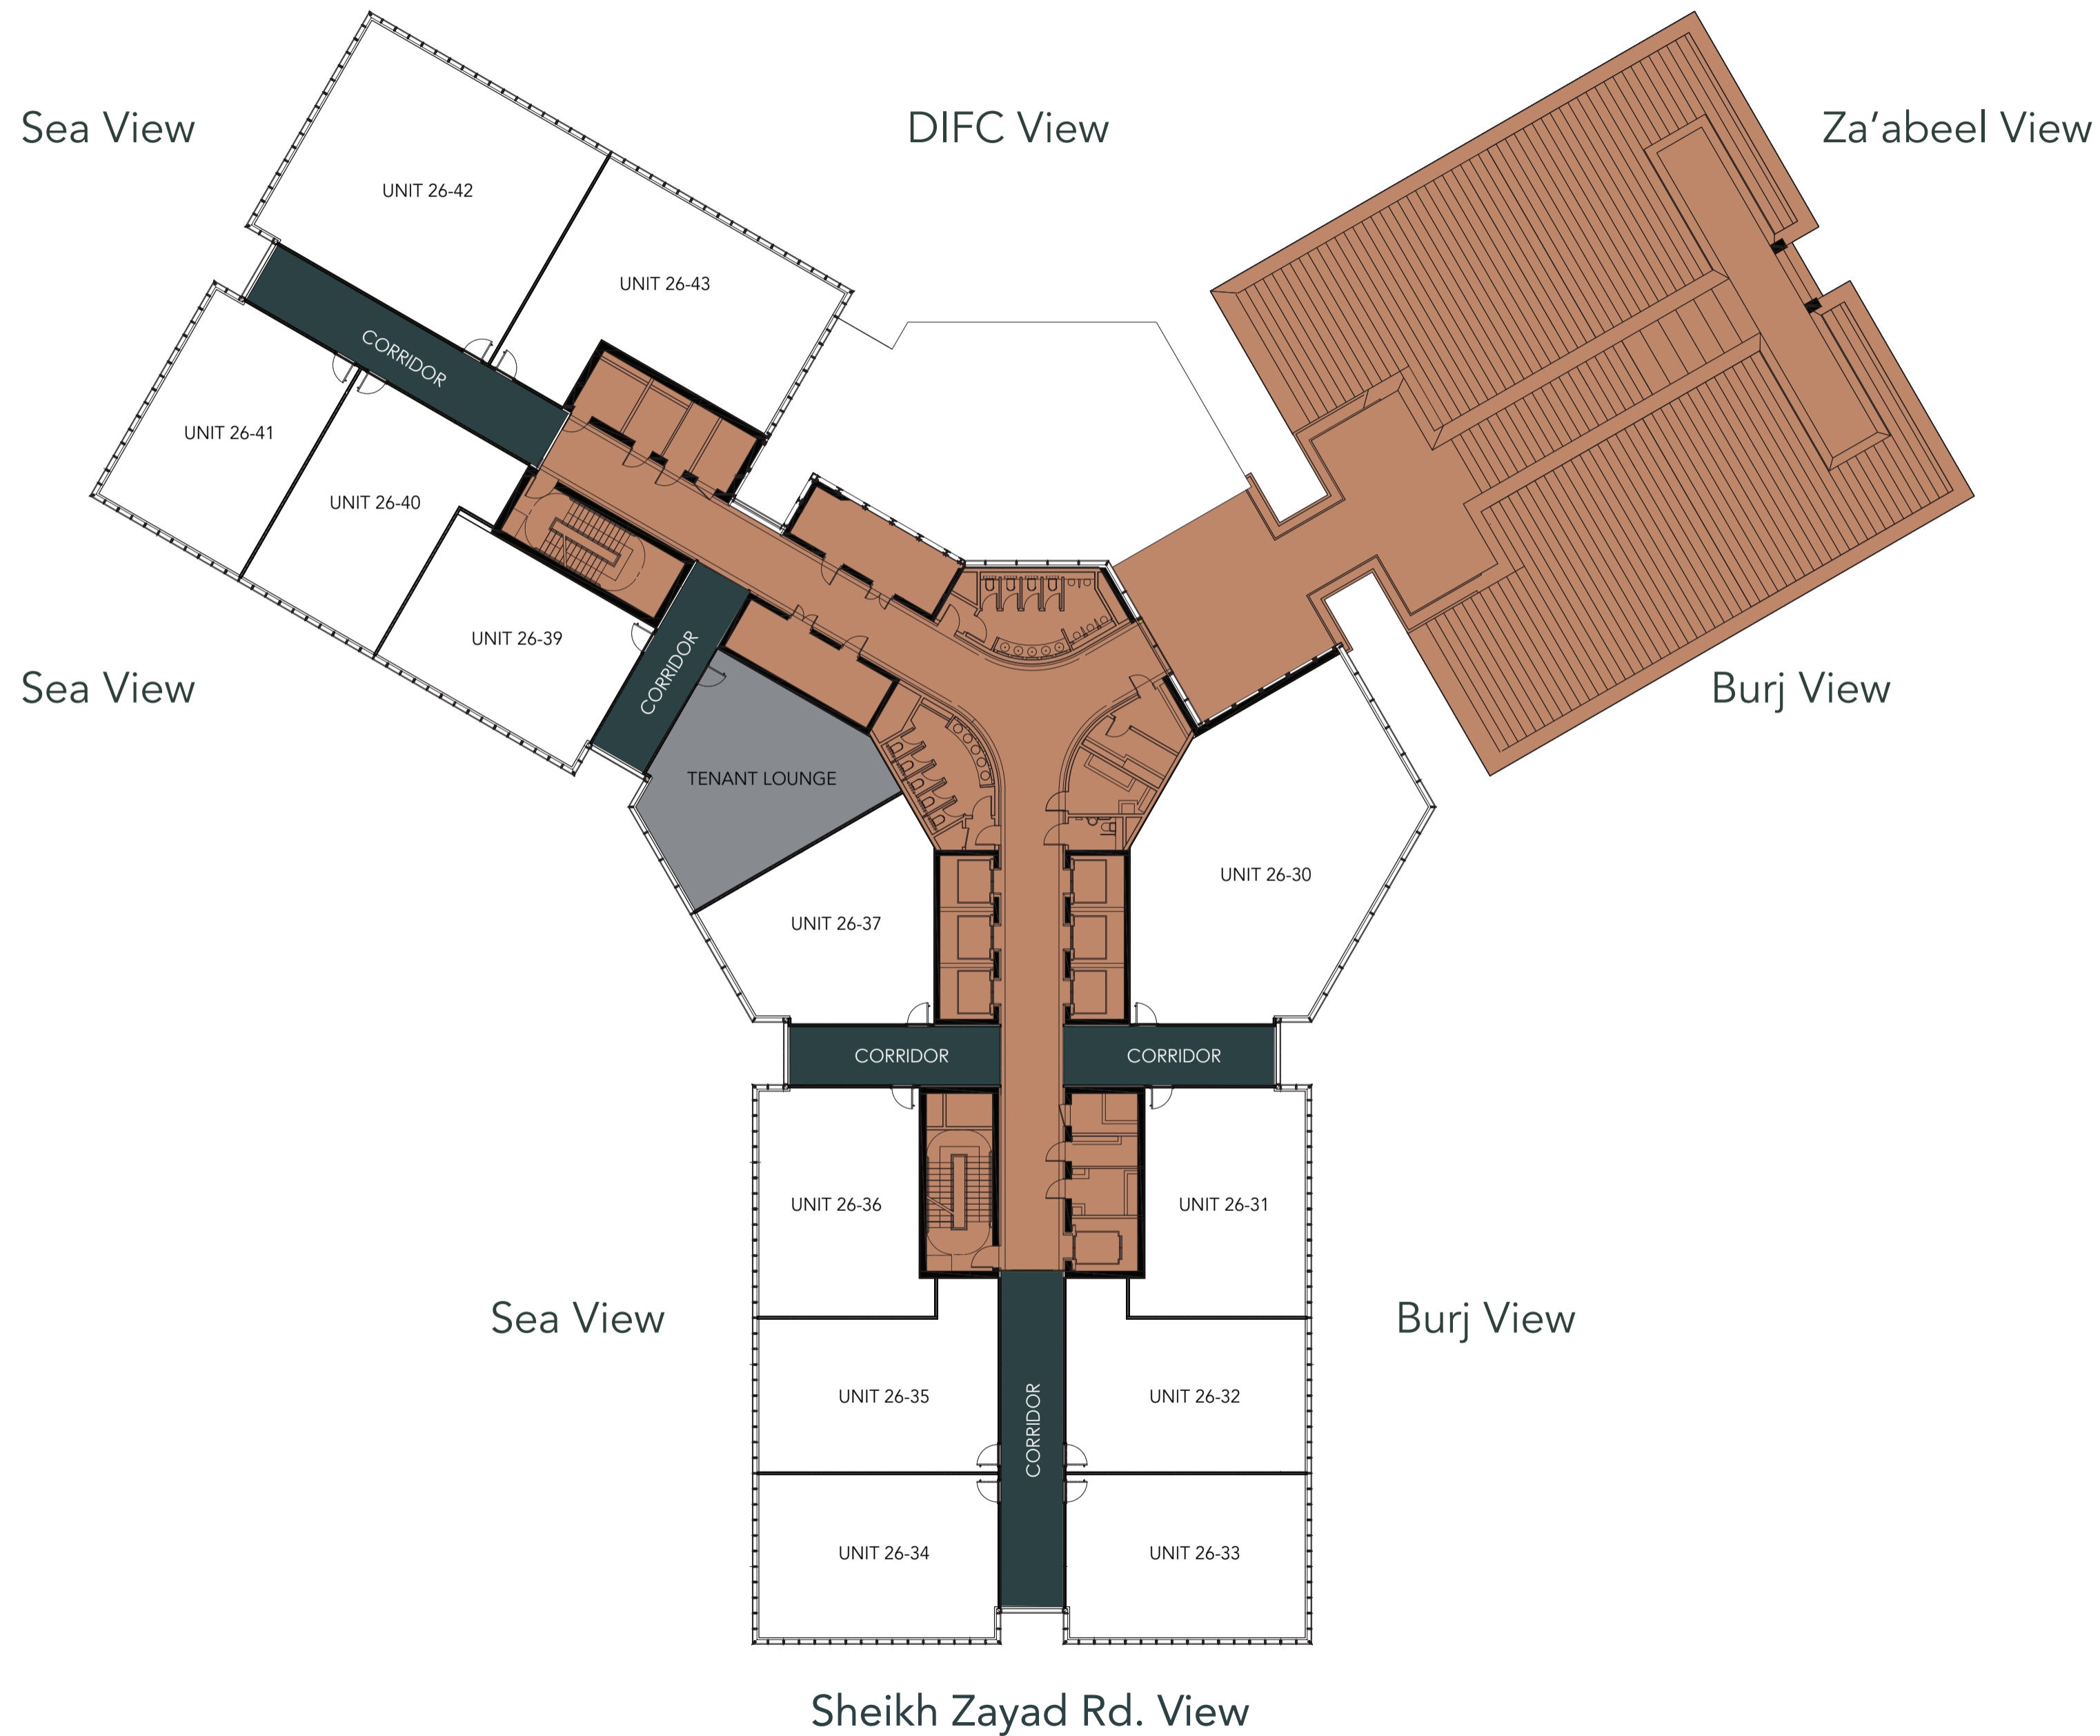 Sea View
DIFC View
Za'abeel View
UNIT 26-42
UNIT 26-43
CORRIDOR
UNIT 26-41
UNIT 26-40
UNIT 26-39
CORRIDOR
Sea View
Burj View
TENANT LOUNGE
UNIT 26-30
UNIT 26-37
CORRIDOR
CORRIDOR
UNIT 26-36
UNIT 26-31
Sea View
Burj View
UNIT 26-35
UNIT 26-32
CORRIDOR
UNIT 26-34
UNIT 26-33
Sheikh Zayad Rd. View